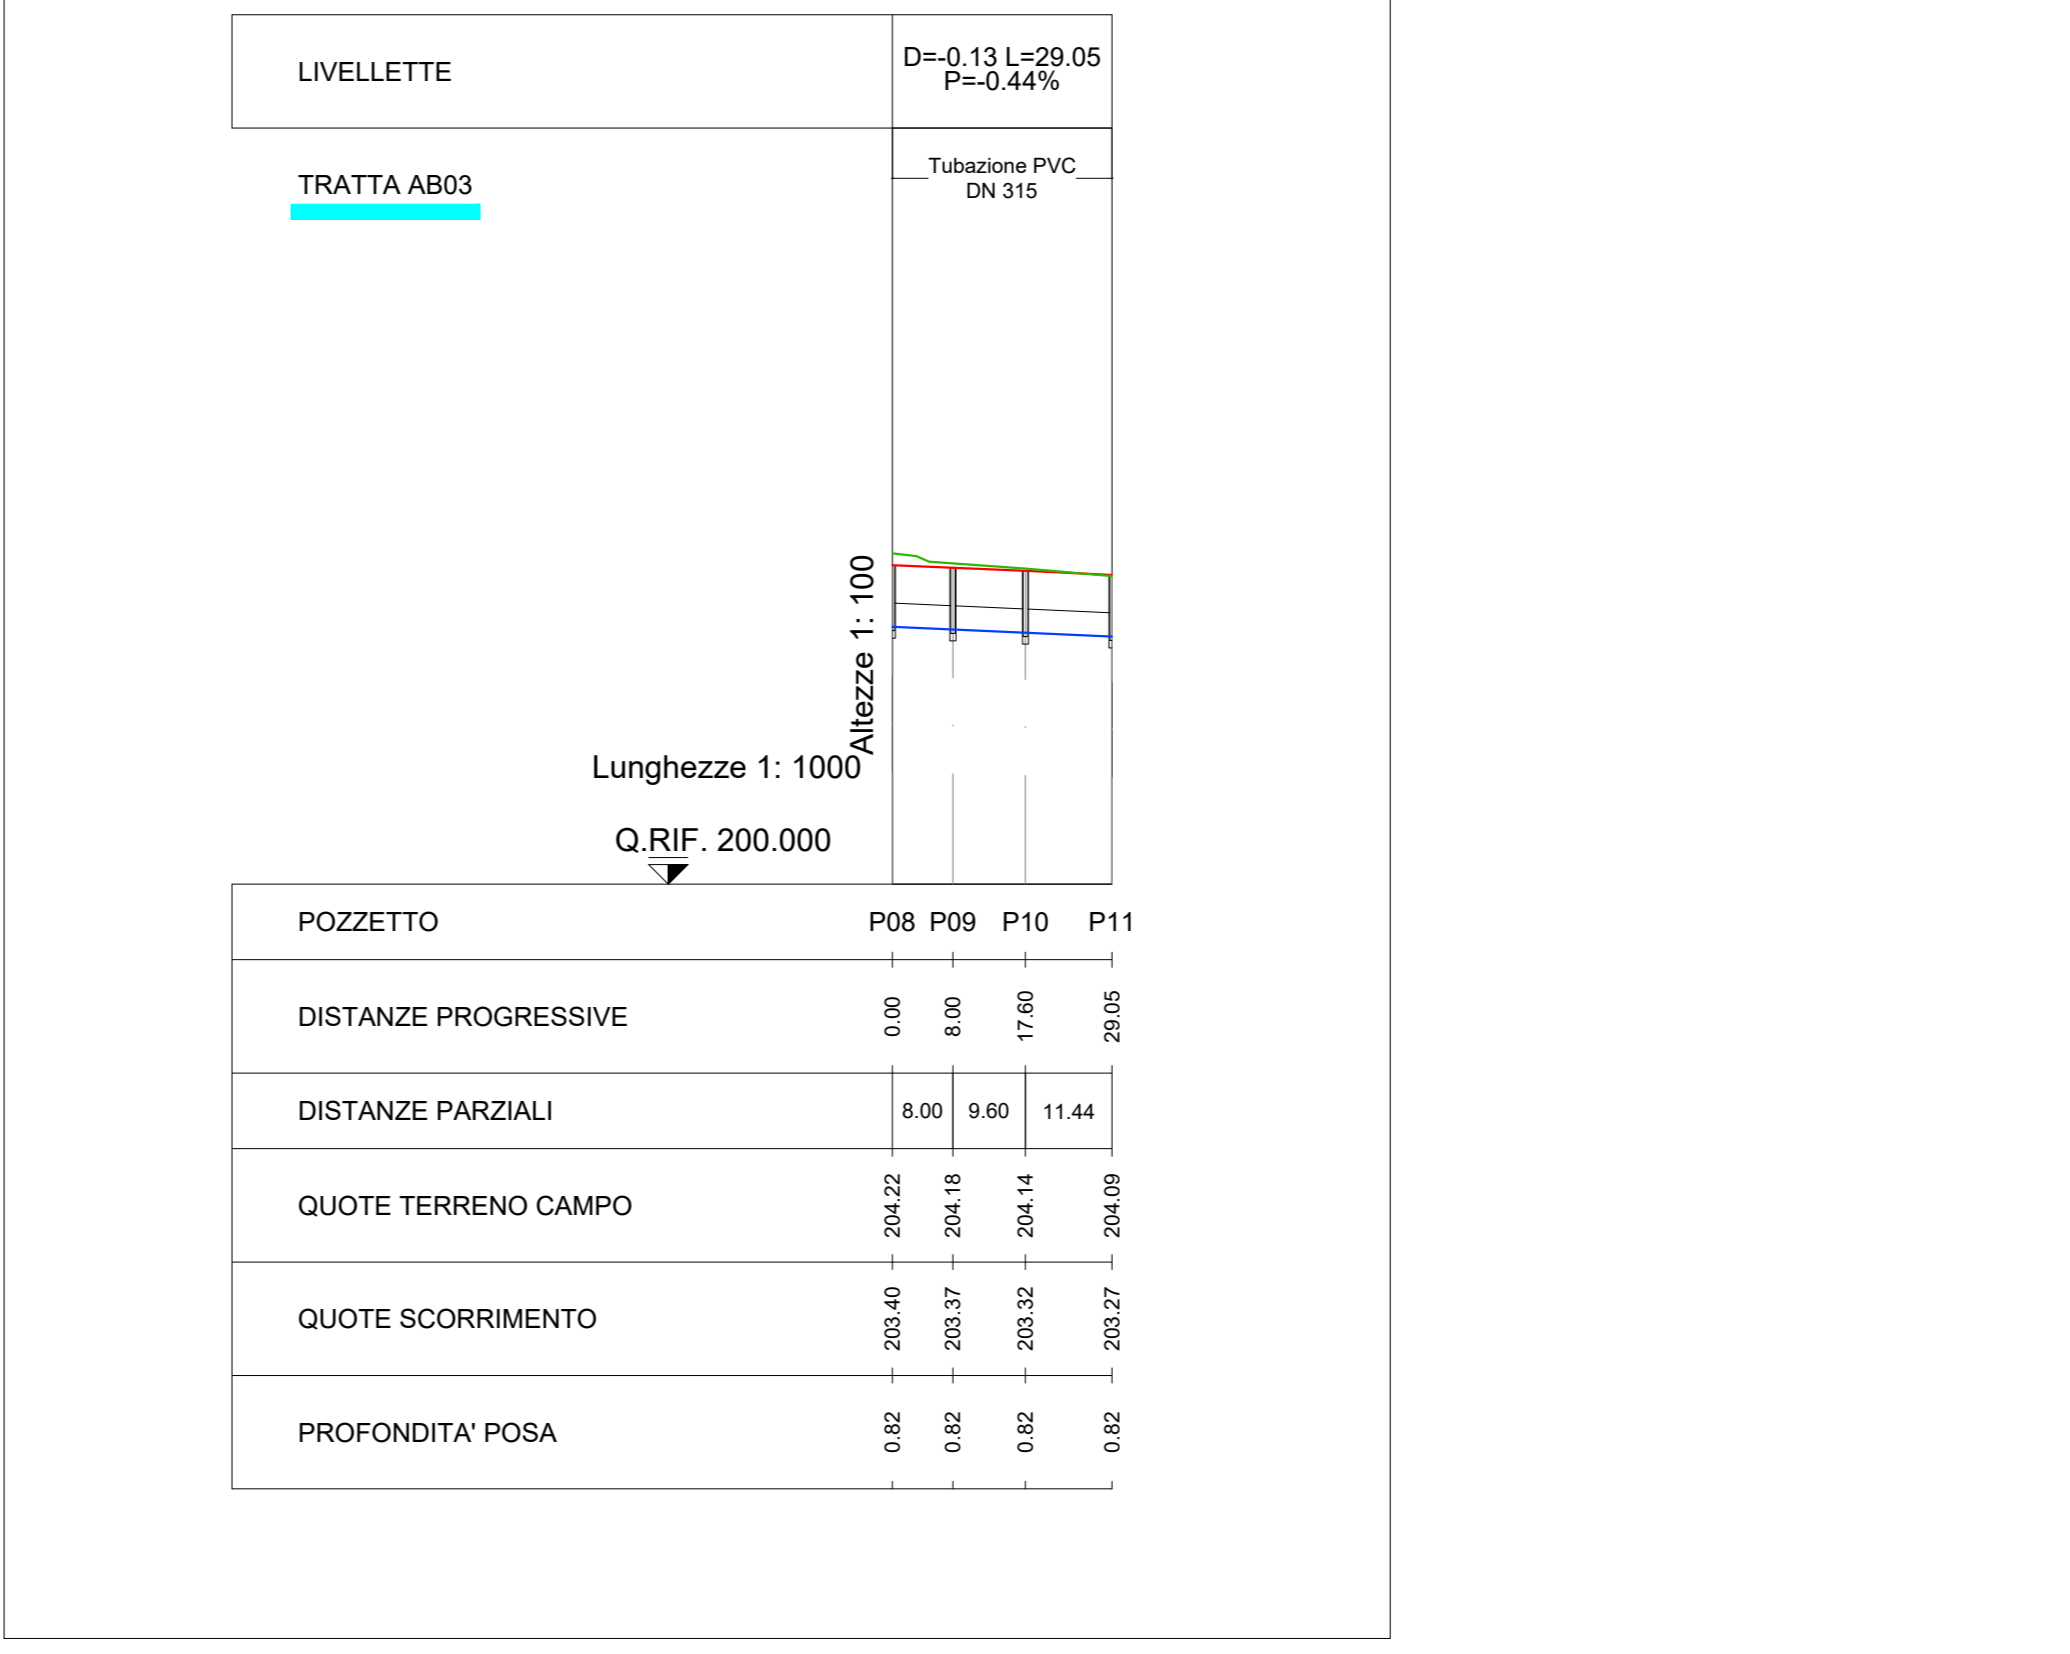 LIVELLETTE
D=-0.13 L=29.05
P=-0.44%
TRATTA AB03
Tubazione PVC
DN 315
Altezze 1: 100
Lunghezze 1: 1000
Q.RIF. 200.000
POZZETTO P08 P09 P10 P11
DISTANZE PROGRESSIVE 0.00 8.00 17.60 29.05
DISTANZE PARZIALI 8.00 9.60 11.44
QUOTE TERRENO CAMPO 204.22 204.18 204.14 204.09
QUOTE SCORRIMENTO 203.40 203.37 203.32 203.27
PROFONDITA' POSA 0.82 0.82 0.82 0.82